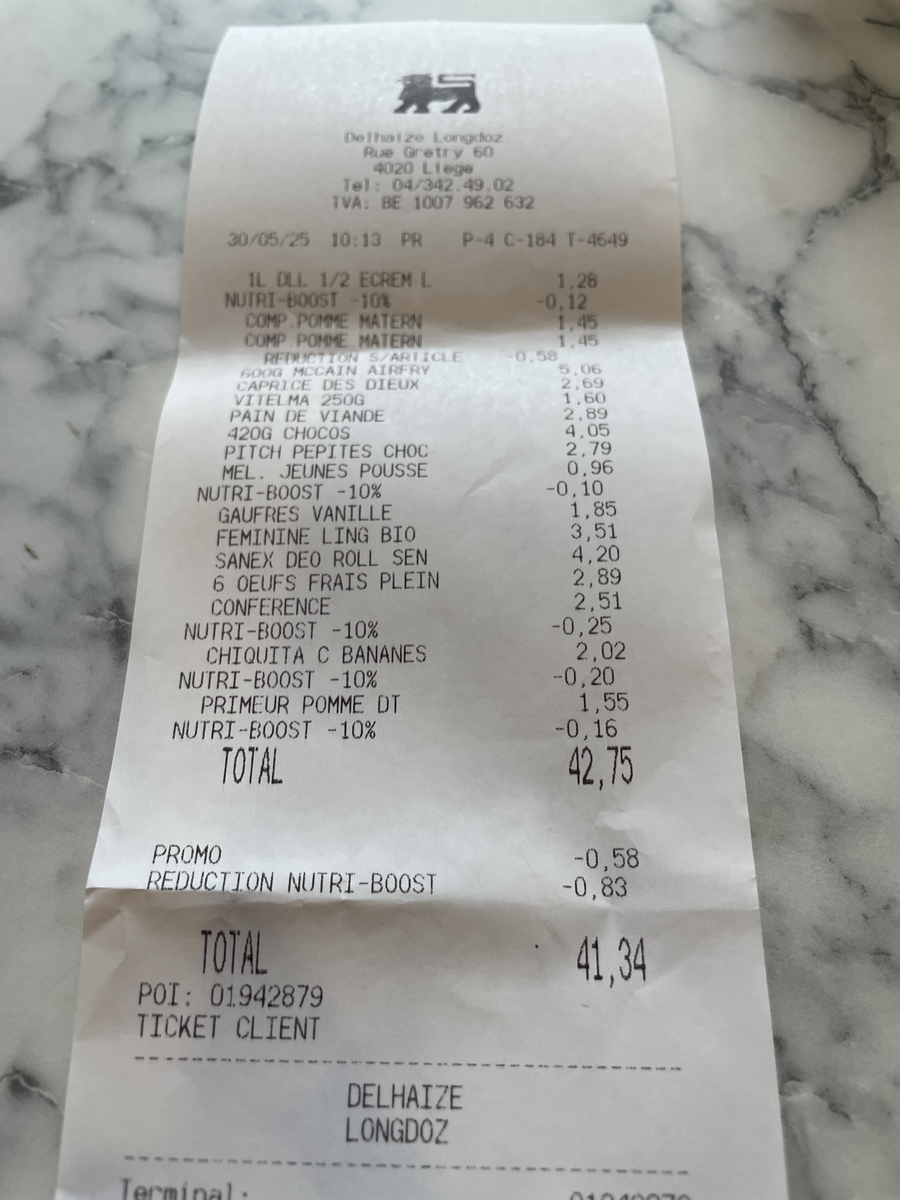 Delhaize Longdoz
Rue Gretry 60
4020 Liege
Tel: 04/342.49.02
TVA: BE 1007 962 632
30/05/25 10:13 PR P-4 C-184 T-4649
1L DLL 1/2 ECREM L 1,28
NUTRI-BOOST -10% -0,12
COMP.POMME MATERN 1,45
COMP.POMME MATERN 1,45
REDUCTION S/ARTICLE -0,58
600G MCCAIN AIRFRY 5,06
CAPRICE DES DIEUX 2,69
VITELMA 250G 1,60
PAIN DE VIANDE 2,89
420G CHOCOS 4,05
PITCH PEPITES CHOC 2,79
MEL. JEUNES POUSSE 0,96
NUTRI-BOOST -10% -0,10
GAUFRES VANILLE 1,85
FEMININE LING BIO 3,51
SANEX DEO ROLL SEN 4,20
6 OEUFS FRAIS PLEIN 2,89
CONFERENCE 2,51
NUTRI-BOOST -10% -0,25
CHIQUITA C BANANES 2,02
NUTRI-BOOST -10% -0,20
PRIMEUR POMME DT 1,55
NUTRI-BOOST -10% -0,16
TOTAL 42,75
PROMO -0,58
REDUCTION NUTRI-BOOST -0,83
TOTAL 41,34
POI: 01942879
TICKET CLIENT
DELHAIZE
LONGDOZ
Terminal: